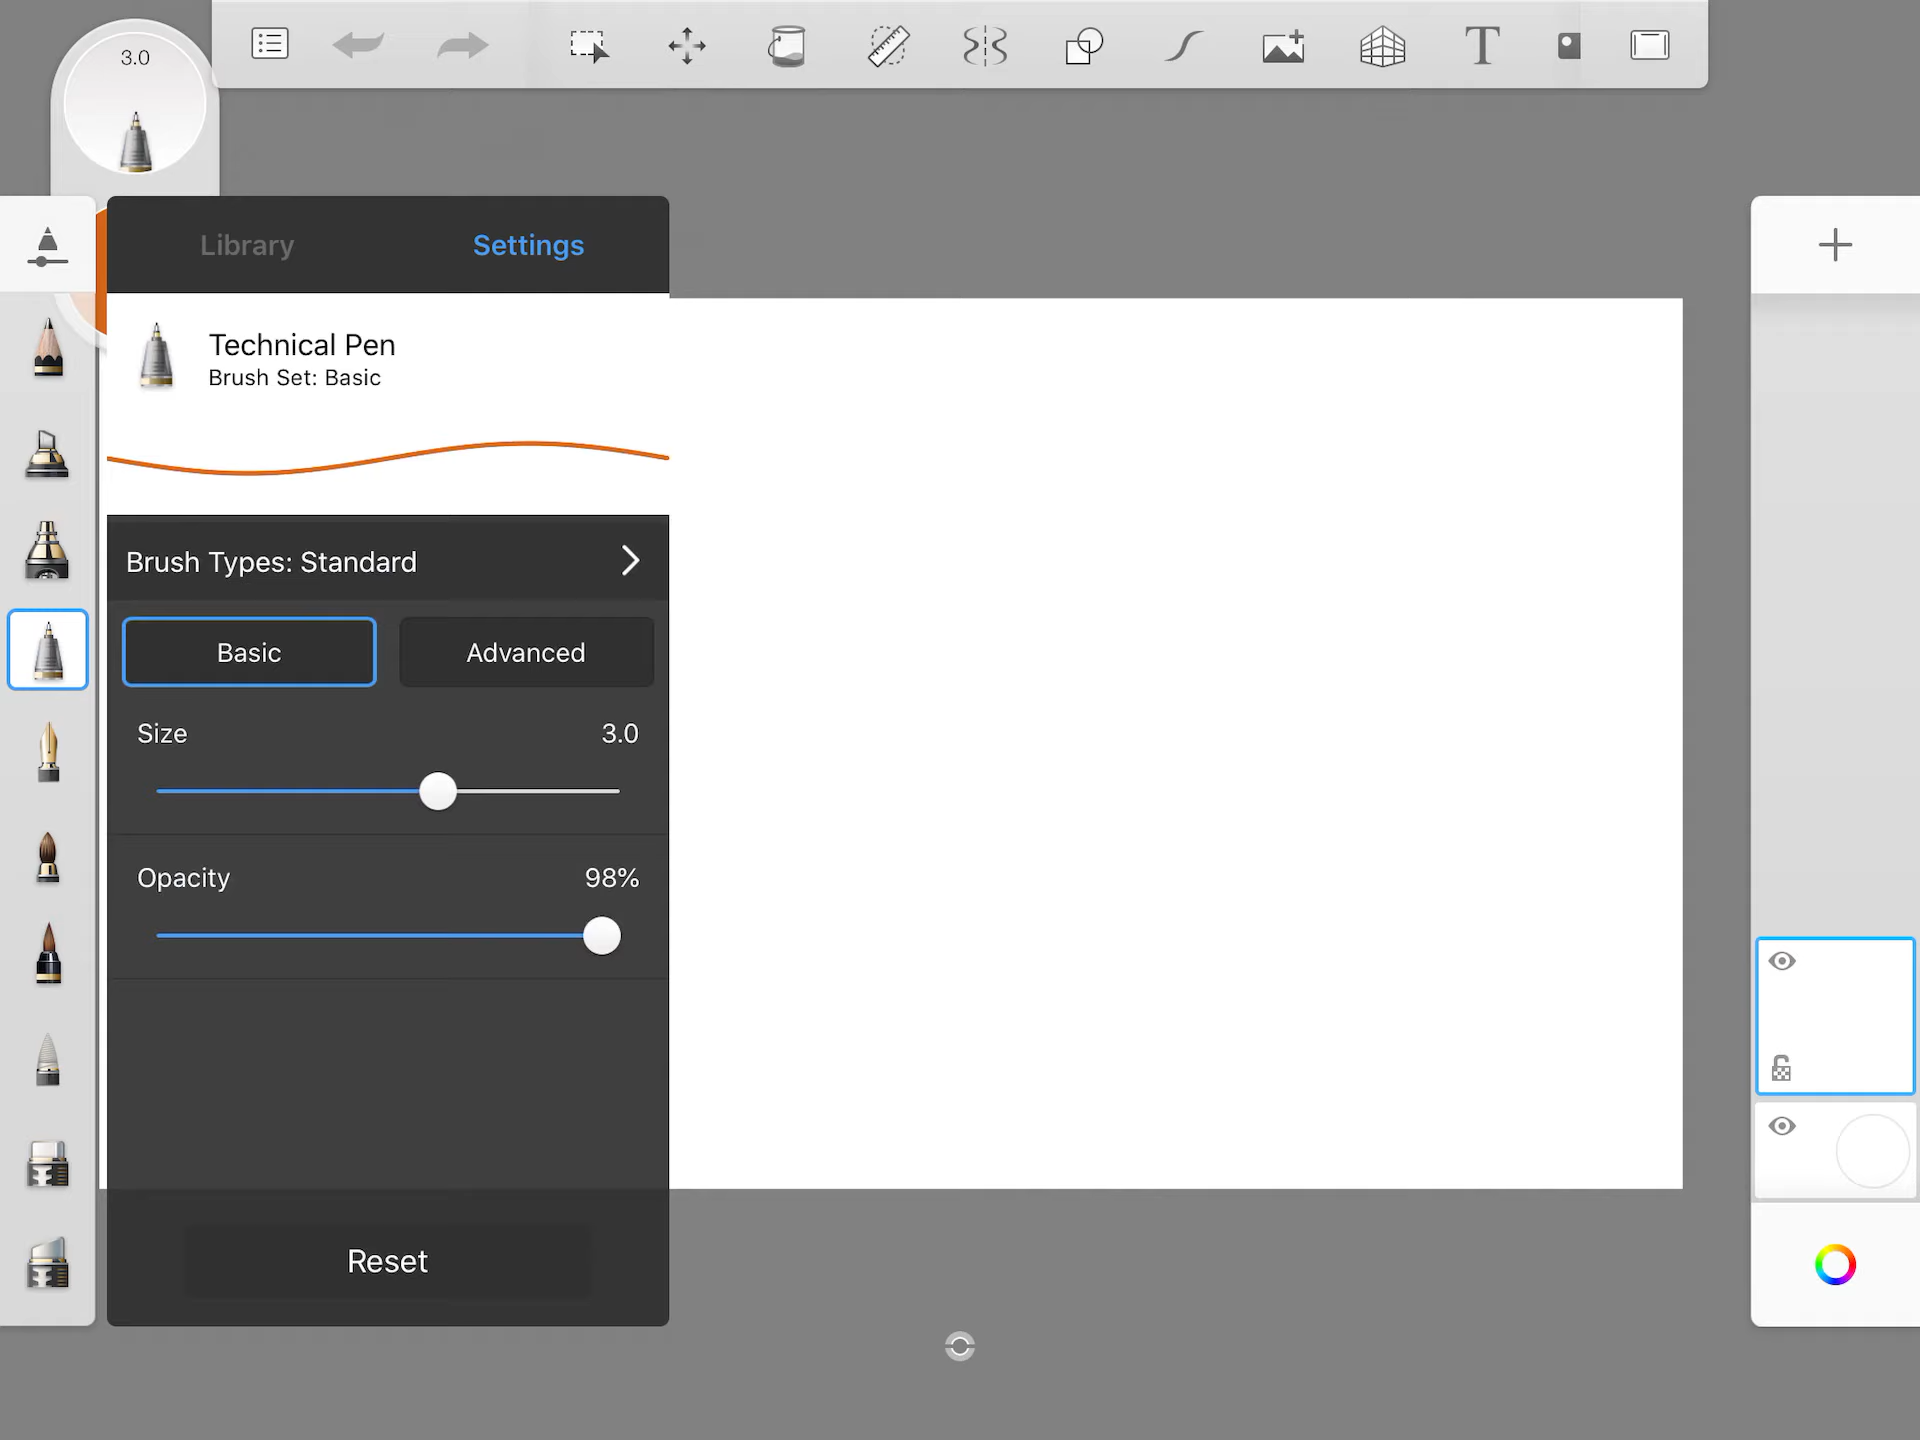 3.0
T
Library
Settings
Technical Pen
Brush Set: Basic
Brush Types: Standard
Basic
Advanced
Size
3.0
Opacity
98%
Reset